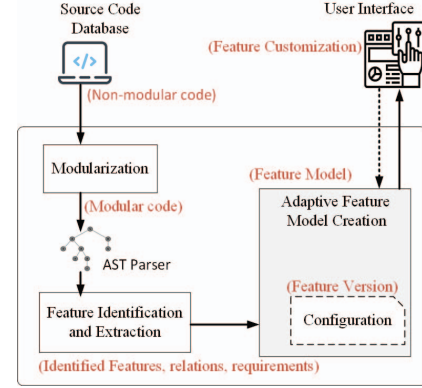 Source Code
Database
User Interface
(Feature Customization)
</>
(Non-modular code)
Modularization
(Feature Model)
(Modular code)
Adaptive Feature
Model Creation
AST Parser
(Feature Version)
Feature Identification
and Extraction
Configuration
(Identified Features, relations, requirements)